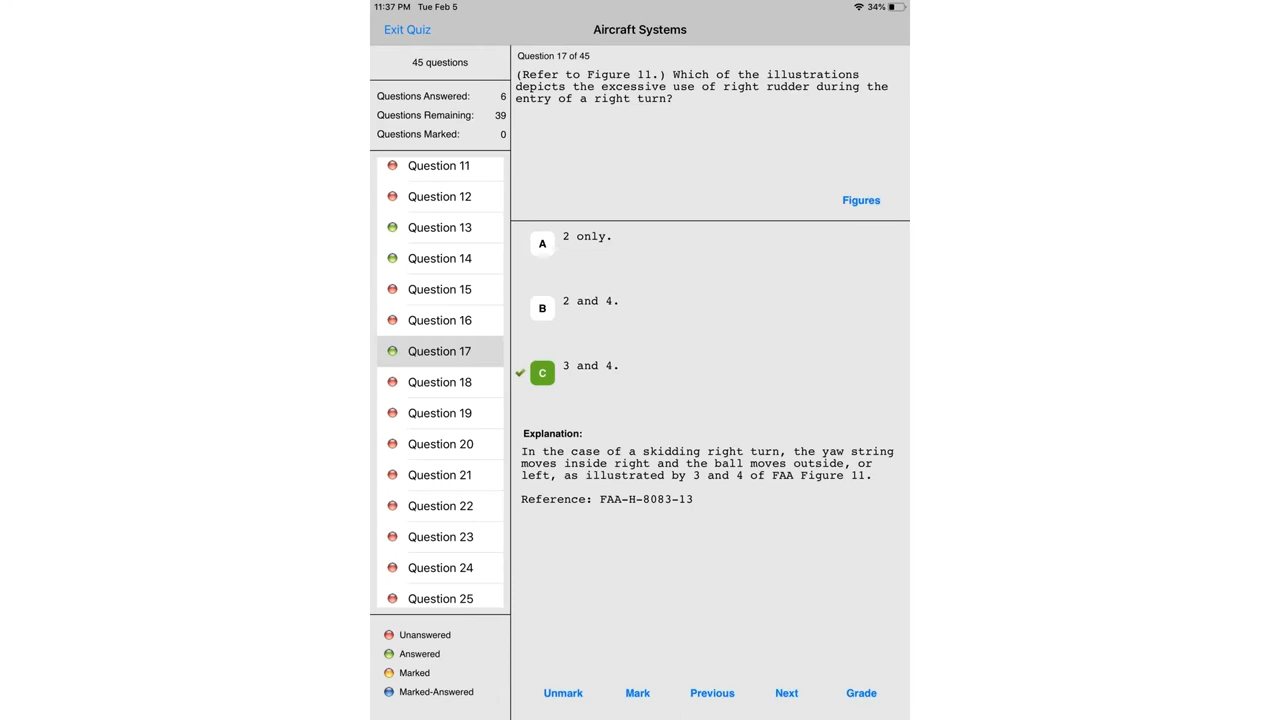 11:37 PM Tue Feb 5
34%
Exit Quiz
Aircraft Systems
45 questions
Questions Answered: 6
Questions Remaining: 39
Questions Marked: 0
Question 11
Question 12
Question 13
Question 14
Question 15
Question 16
Question 17
Question 18
Question 19
Question 20
Question 21
Question 22
Question 23
Question 24
Question 25
Unanswered
Answered
Marked
Marked-Answered
Question 17 of 45
(Refer to Figure 11.) Which of the illustrations
depicts the excessive use of right rudder during the
entry of a right turn?
Figures
A 2 only.
B 2 and 4.
C 3 and 4.
Explanation:
In the case of a skidding right turn, the yaw string
moves inside right and the ball moves outside, or
left, as illustrated by 3 and 4 of FAA Figure 11.
Reference: FAA-H-8083-13
Unmark Mark Previous Next Grade